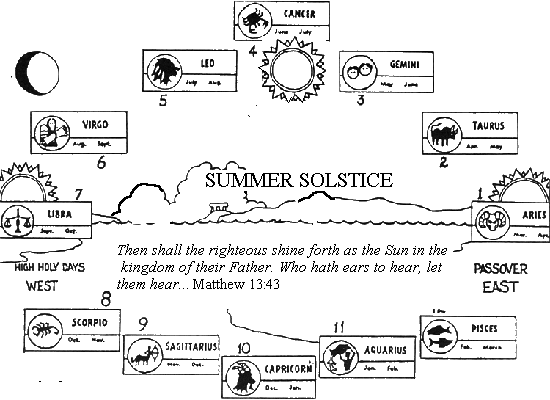 CANCER
June July
4
LEO
July Aug.
5
GEMINI
May June
3
VIRGO
Aug. Sept.
6
TAURUS
Apr. May
2
SUMMER SOLSTICE
7
LIBRA
Sept. Oct.
1
ARIES
Mar. Apr.
Then shall the righteous shine forth as the Sun in the
kingdom of their Father. Who hath ears to hear, let
them hear... Matthew 13:43
HIGH HOLY DAYS
WEST
PASSOVER
EAST
8
SCORPIO
Oct. Nov.
9
SAGITTARIUS
Nov. Dec.
10
CAPRICORN
Dec. Jan.
11
AQUARIUS
Jan. Feb.
PISCES
Feb. March